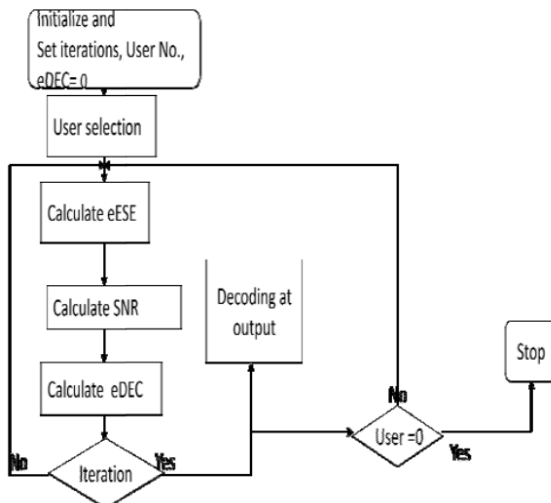 Initialize and
Set iterations, User No.,
eDEC= 0
User selection
Calculate eESE
Calculate SNR
Calculate eDEC
Iteration
No
Yes
Decoding at
output
User =0
No
Yes
Stop